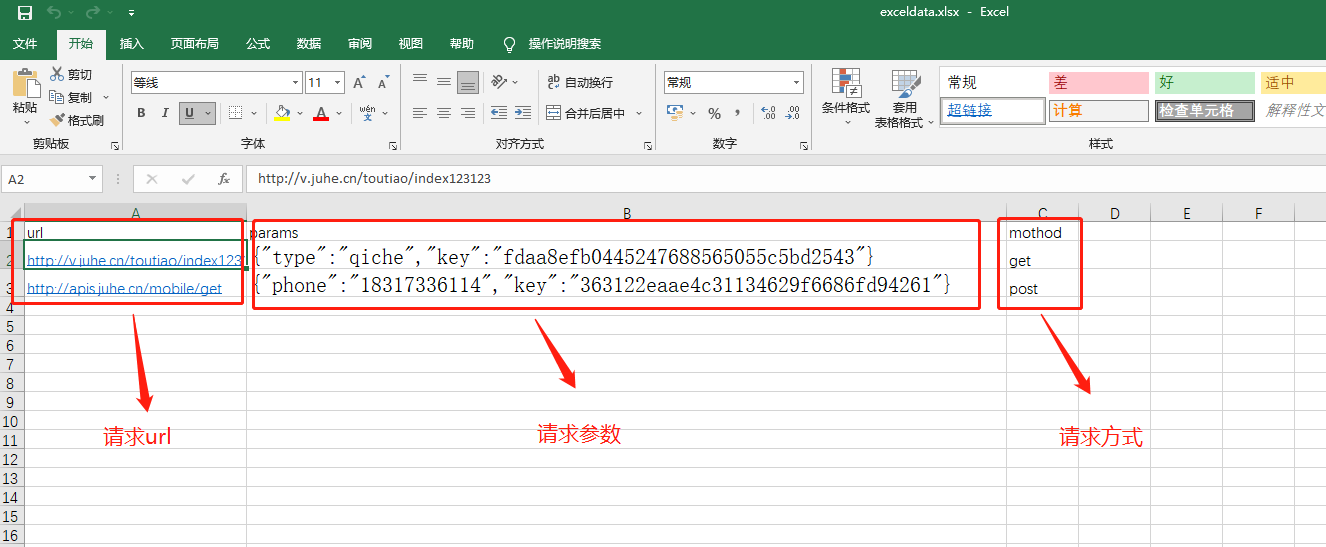 exceldata.xlsx - Excel
文件 开始 插入 页面布局 公式 数据 审阅 视图 帮助 操作说明搜索
粘贴 剪切 复制 格式刷 剪贴板
等线 11 B I U A A A wén 文 字体
ab 自动换行 合并后居中 对齐方式
常规 % , .00 .0 数字
条件格式 套用表格格式
常规 差 好 适中
超链接 计算 检查单元格 解释性文
样式
A2 fx http://v.juhe.cn/toutiao/index123123
A B C D E F
1 url params mothod
2 http://v.juhe.cn/toutiao/index123 {"type":"qiche","key":"fdaa8efb0445247688565055c5bd2543"} get
3 http://apis.juhe.cn/mobile/get {"phone":"18317336114","key":"363122eaae4c31134629f6686fd94261"} post
4
5
6
7
8
9
10
11
12
13
14
15
16
请求url 请求参数 请求方式